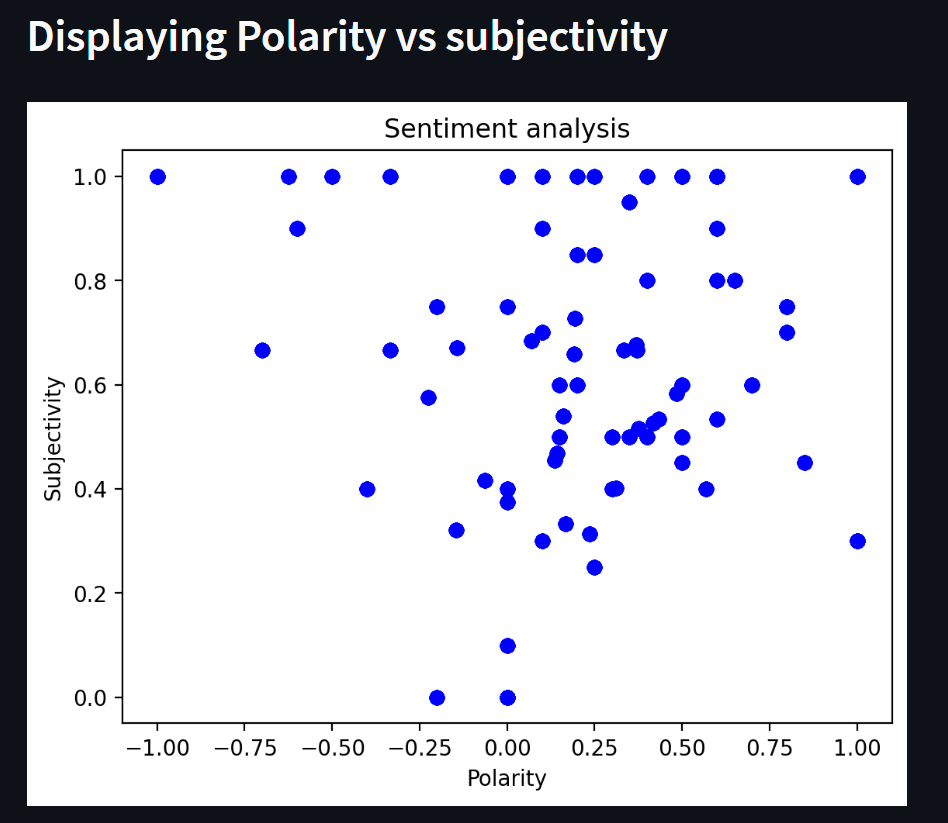 Displaying Polarity vs subjectivity
Sentiment analysis
1.0
0.8
0.6
0.4
0.2
0.0
Subjectivity
−1.00 −0.75 −0.50 −0.25 0.00 0.25 0.50 0.75 1.00
Polarity